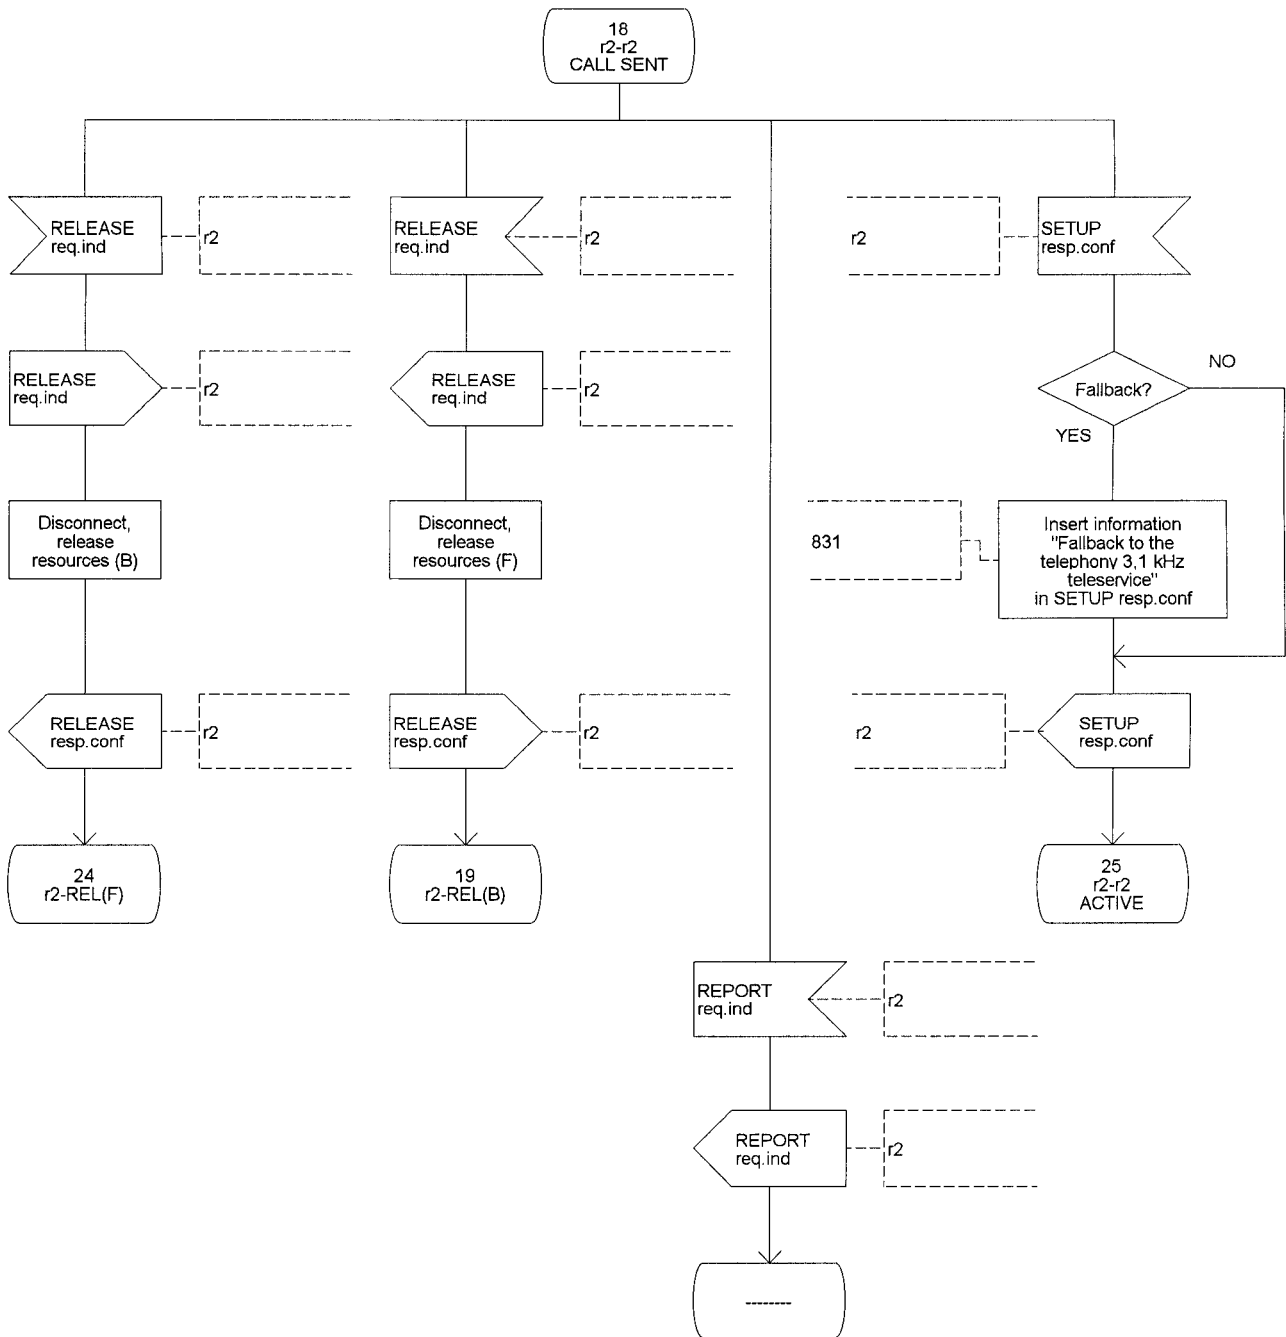 18
r2-r2
CALL SENT
RELEASE
req.ind
r2
RELEASE
req.ind
r2
r2
SETUP
resp.conf
RELEASE
req.ind
r2
RELEASE
req.ind
r2
Fallback?
NO
YES
Disconnect,
release
resources (B)
Disconnect,
release
resources (F)
831
Insert information
"Fallback to the
telephony 3,1 kHz
teleservice"
in SETUP resp.conf
RELEASE
resp.conf
r2
RELEASE
resp.conf
r2
r2
SETUP
resp.conf
24
r2-REL(F)
19
r2-REL(B)
25
r2-r2
ACTIVE
REPORT
req.ind
r2
REPORT
req.ind
r2
--------